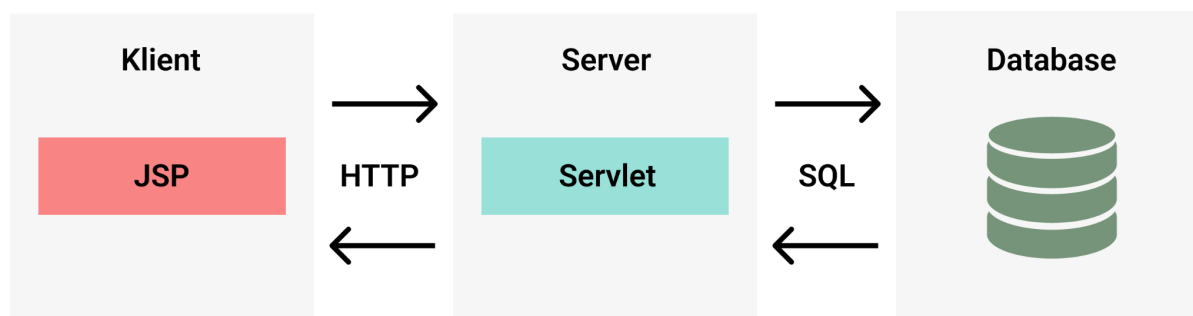 Klient
JSP
HTTP
Server
Servlet
SQL
Database